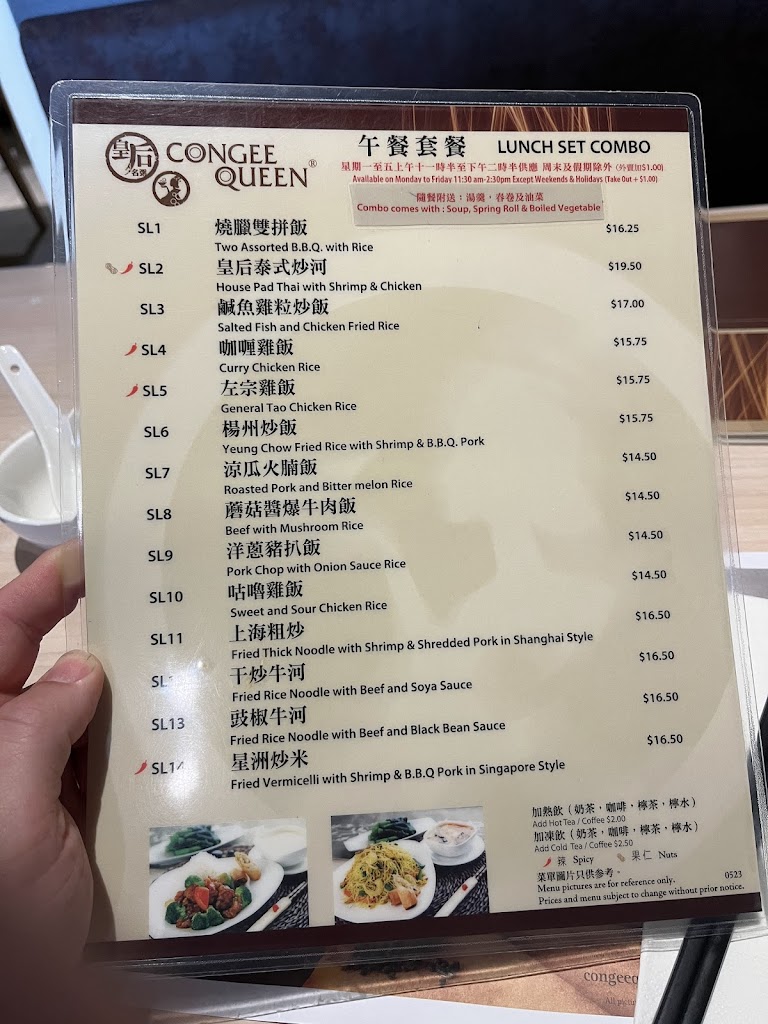 皇后名粥
CONGEE QUEEN®
午餐套餐 LUNCH SET COMBO
星期一至五上午十一時半至下午二時半供應 周末及假期除外 (外賣加$1.00)
Available on Monday to Friday 11:30 am-2:30pm Except Weekends & Holidays (Take Out + $1.00)
隨餐附送：湯羹，春卷及油菜
Combo comes with : Soup, Spring Roll & Boiled Vegetable
SL1 燒臘雙拼飯 $16.25
Two Assorted B.B.Q. with Rice
SL2 皇后泰式炒河 $19.50
House Pad Thai with Shrimp & Chicken
SL3 鹹魚雞粒炒飯 $17.00
Salted Fish and Chicken Fried Rice
SL4 咖喱雞飯 $15.75
Curry Chicken Rice
SL5 左宗雞飯 $15.75
General Tao Chicken Rice
SL6 楊州炒飯 $15.75
Yeung Chow Fried Rice with Shrimp & B.B.Q. Pork
SL7 涼瓜火腩飯 $14.50
Roasted Pork and Bitter melon Rice
SL8 蘑菇醬爆牛肉飯 $14.50
Beef with Mushroom Rice
SL9 洋蔥豬扒飯 $14.50
Pork Chop with Onion Sauce Rice
SL10 咕嚕雞飯 $14.50
Sweet and Sour Chicken Rice
SL11 上海粗炒 $16.50
Fried Thick Noodle with Shrimp & Shredded Pork in Shanghai Style
SL1 干炒牛河 $16.50
Fried Rice Noodle with Beef and Soya Sauce
SL13 豉椒牛河 $16.50
Fried Rice Noodle with Beef and Black Bean Sauce
SL14 星洲炒米 $16.50
Fried Vermicelli with Shrimp & B.B.Q Pork in Singapore Style
加熱飲（奶茶，咖啡，檸茶，檸水）
Add Hot Tea / Coffee $2.00
加凍飲（奶茶，咖啡，檸茶，檸水）
Add Cold Tea / Coffee $2.50
辣 Spicy 果仁 Nuts
菜單圖片只供參考。 0523
Menu pictures are for reference only.
Prices and menu subject to change without prior notice.